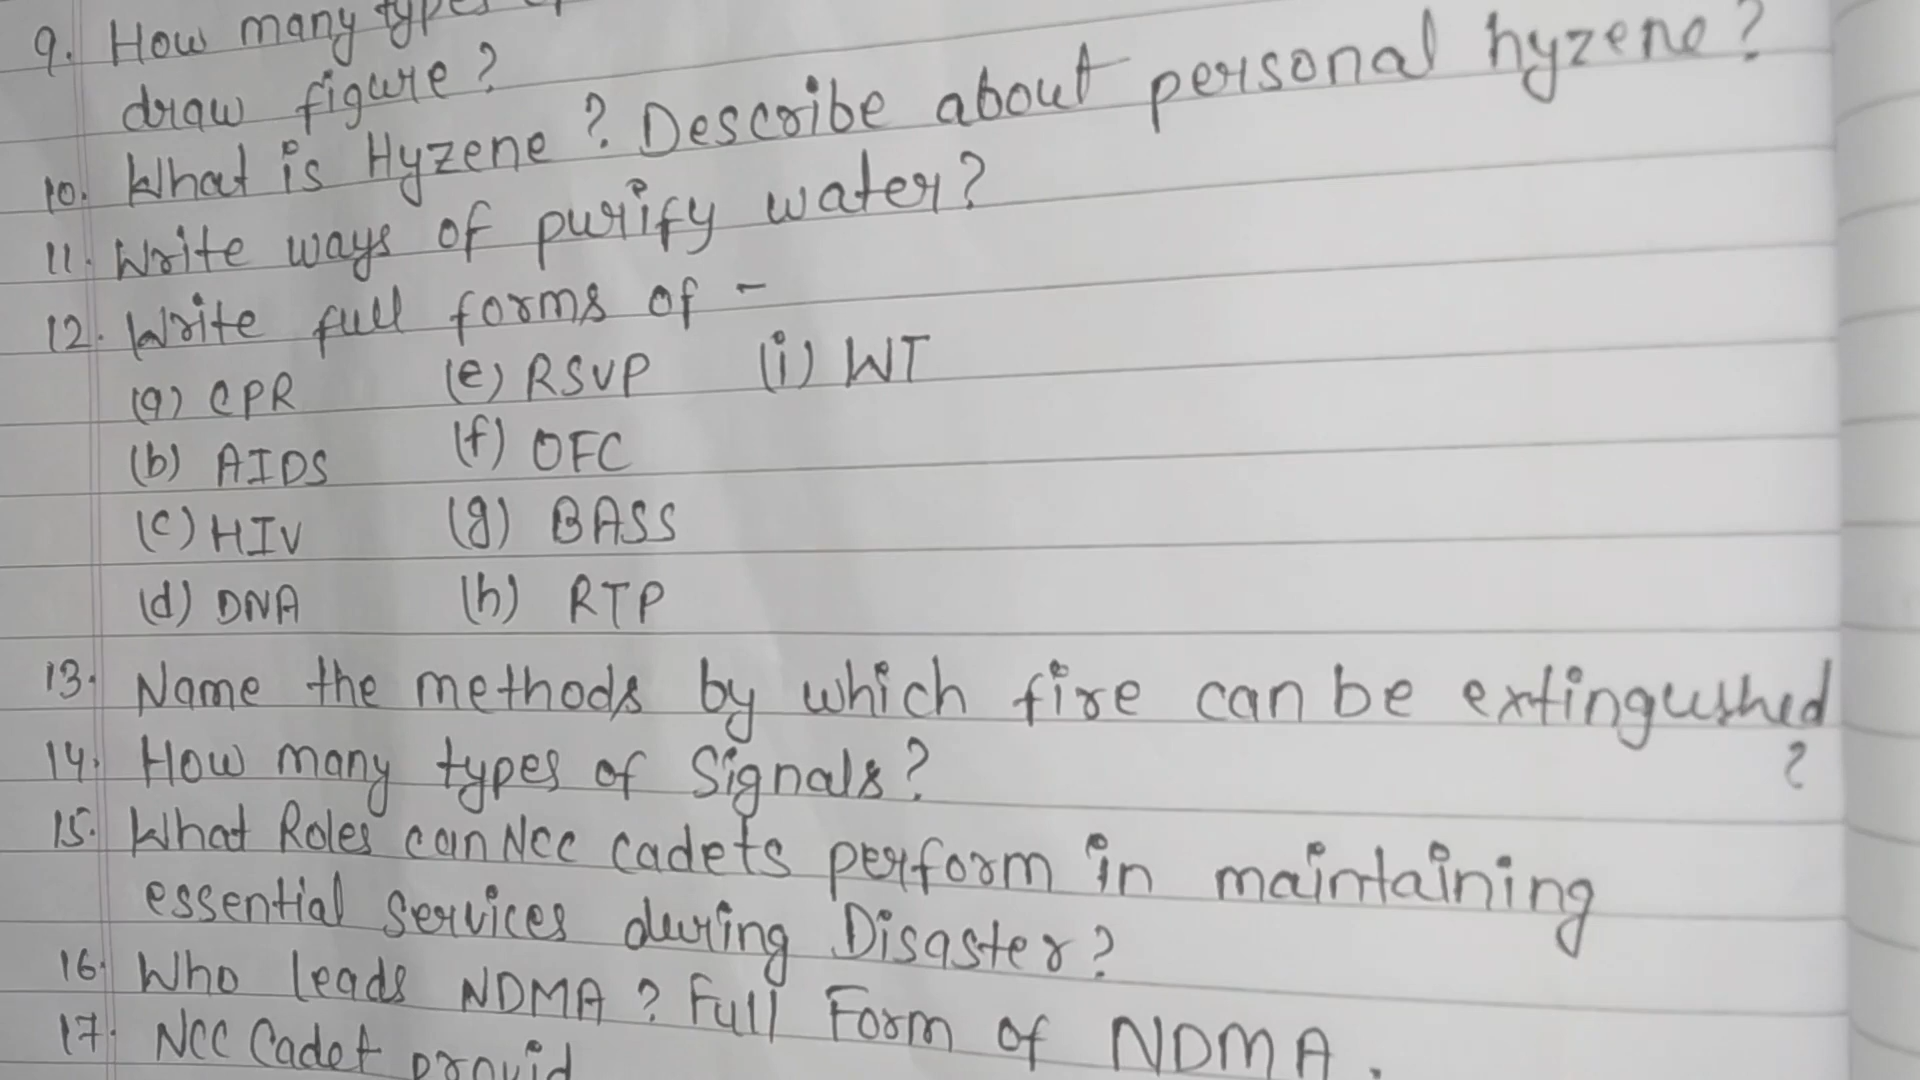 9. How many types
draw figure?
10. What is Hyzene? Describe about personal hyzene?
11. Write ways of purify water?
12. Write full forms of -
(a) CPR (e) RSVP (i) WT
(b) AIDS (f) OFC
(c) HIV (g) BASS
(d) DNA (h) RTP
13. Name the methods by which fire can be extingushed
?
14. How many types of Signals?
15. What Roles can Ncc cadets perform in maintaining
essential services during Disaster?
16. Who leads NDMA? Full Form of NDMA.
17. NCC Cadet provid